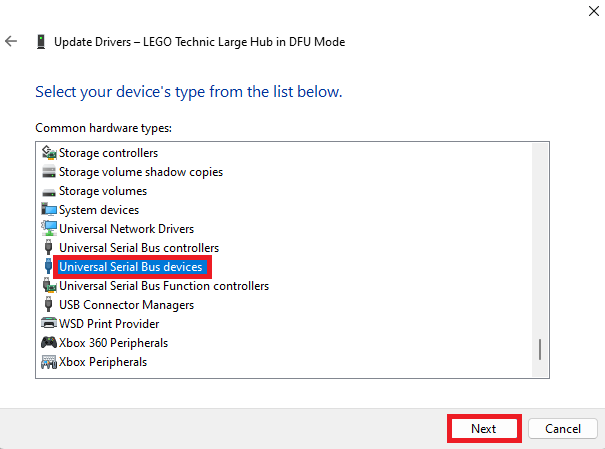 Update Drivers – LEGO Technic Large Hub in DFU Mode
Select your device's type from the list below.
Common hardware types:
Storage controllers
Storage volume shadow copies
Storage volumes
System devices
Universal Network Drivers
Universal Serial Bus controllers
Universal Serial Bus devices
Universal Serial Bus Function controllers
USB Connector Managers
WSD Print Provider
Xbox 360 Peripherals
Xbox Peripherals
Next
Cancel